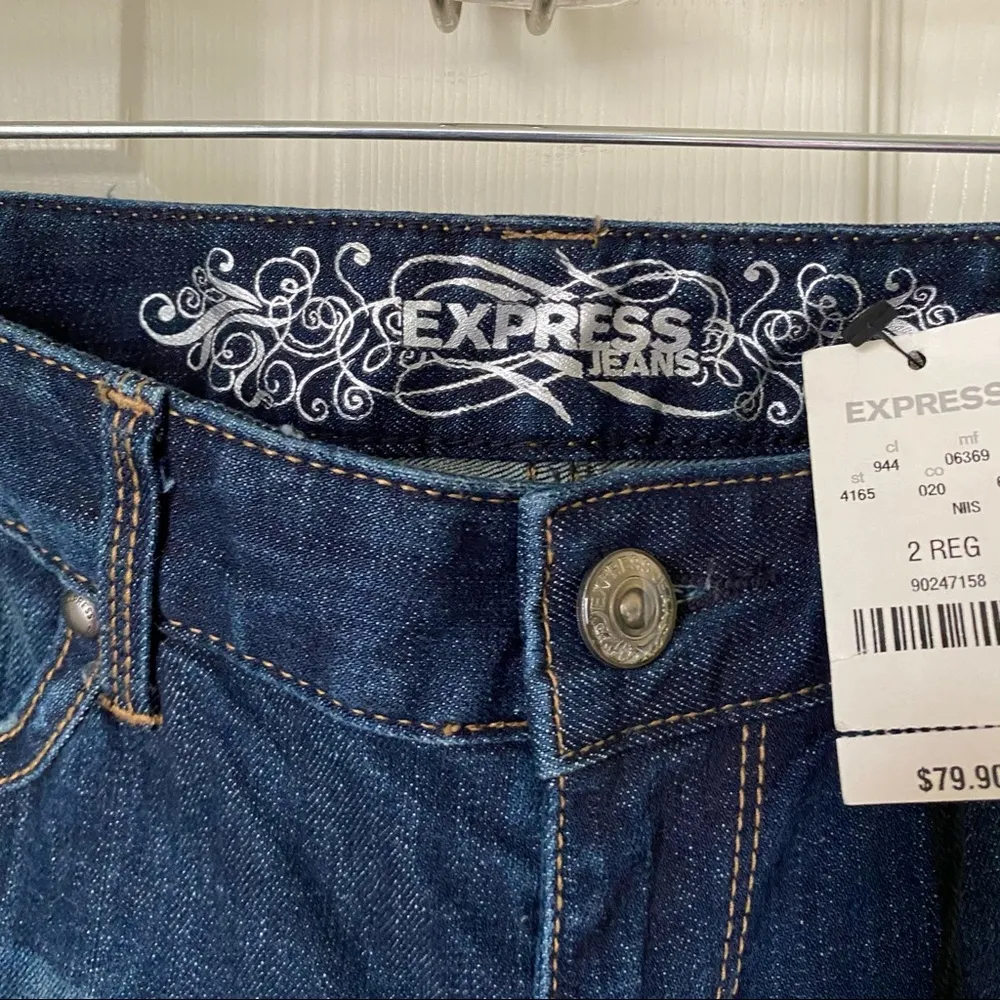 EXPRESS
JEANS
EXPRESS
cl
mf
944
06369
st
co
4165
020
NIIS
2 REG
90247158
$79.90